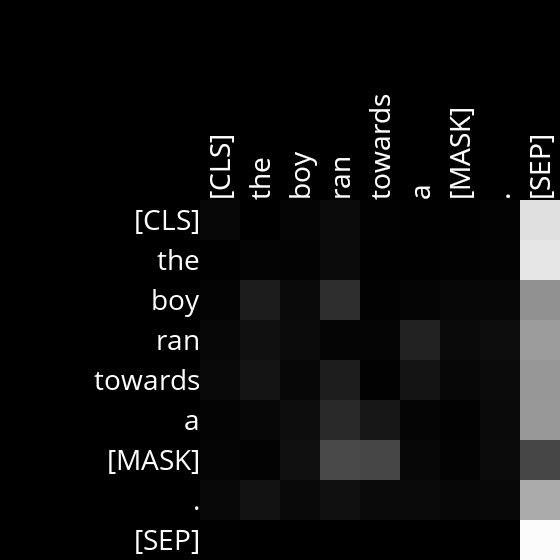 [CLS] the boy ran towards a [MASK] . [SEP]
[CLS]
the
boy
ran
towards
a
[MASK]
.
[SEP]